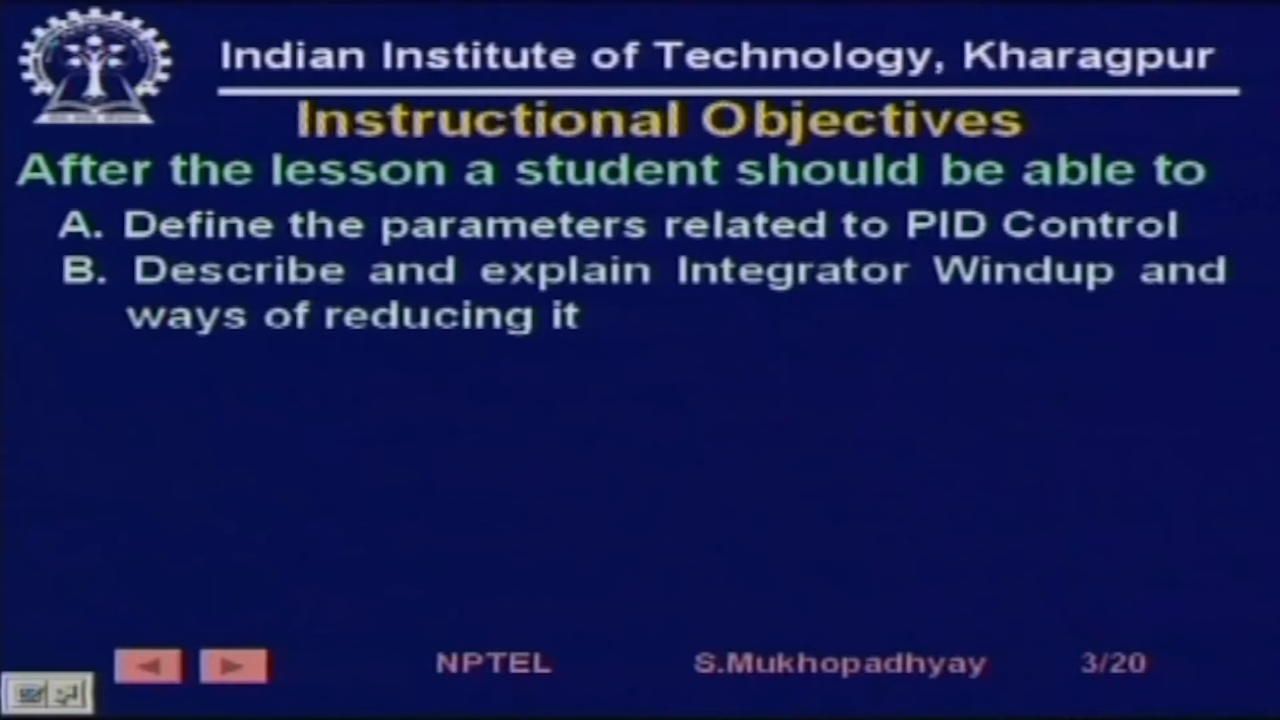 Indian Institute of Technology, Kharagpur
Instructional Objectives
After the lesson a student should be able to
A. Define the parameters related to PID Control
B. Describe and explain Integrator Windup and
ways of reducing it
NPTEL S.Mukhopadhyay 3/20